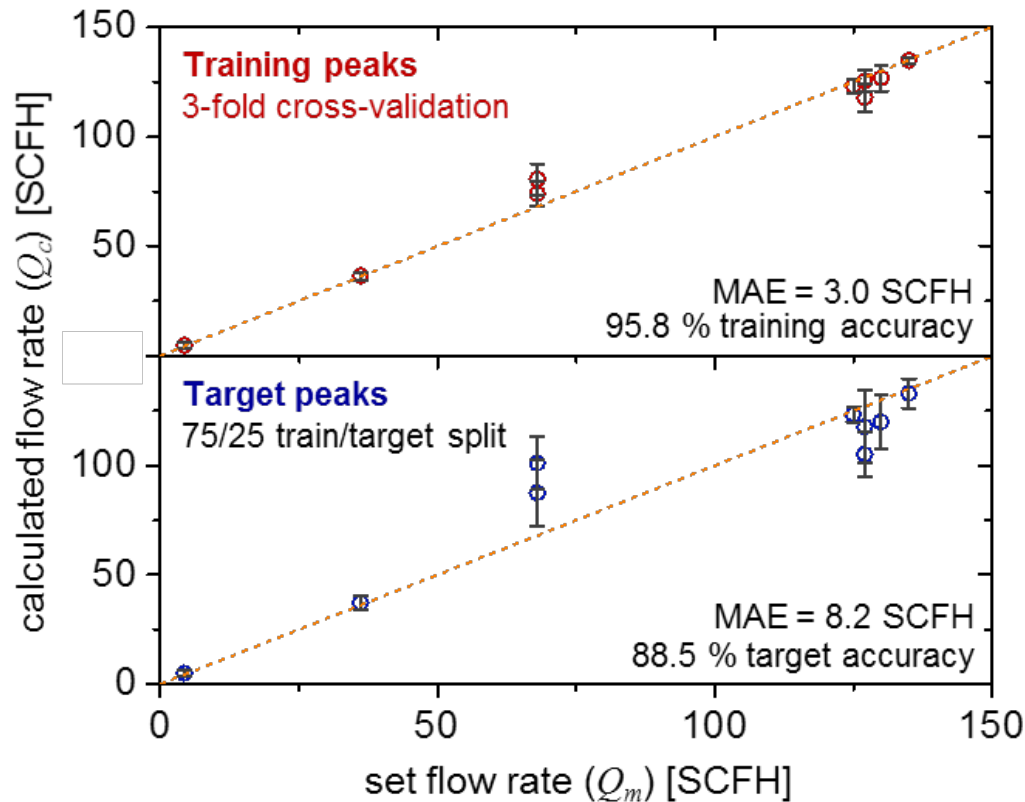 calculated flow rate (Qc) [SCFH]
150
100
50
Training peaks
3-fold cross-validation
MAE = 3.0 SCFH
95.8 % training accuracy
100
50
0
Target peaks
75/25 train/target split
MAE = 8.2 SCFH
88.5 % target accuracy
0 50 100 150
set flow rate (Qm) [SCFH]